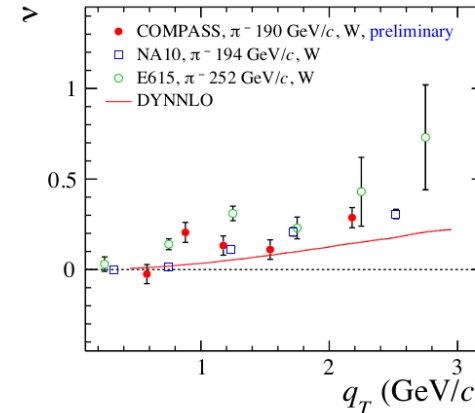 ν
COMPASS, π⁻ 190 GeV/c, W, preliminary
NA10, π⁻ 194 GeV/c, W
E615, π⁻ 252 GeV/c, W
DYNNLO
1
0.5
0
1 2 3
q_T (GeV/c